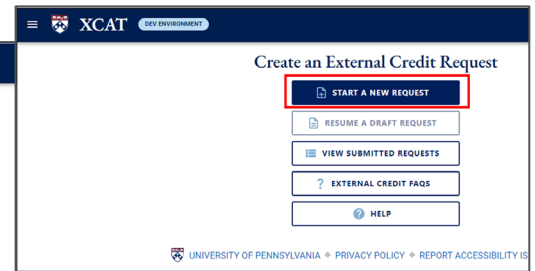 XCAT DEV ENVIRONMENT
Create an External Credit Request
START A NEW REQUEST
RESUME A DRAFT REQUEST
VIEW SUBMITTED REQUESTS
? EXTERNAL CREDIT FAQS
? HELP
UNIVERSITY OF PENNSYLVANIA ◆ PRIVACY POLICY ◆ REPORT ACCESSIBILITY IS